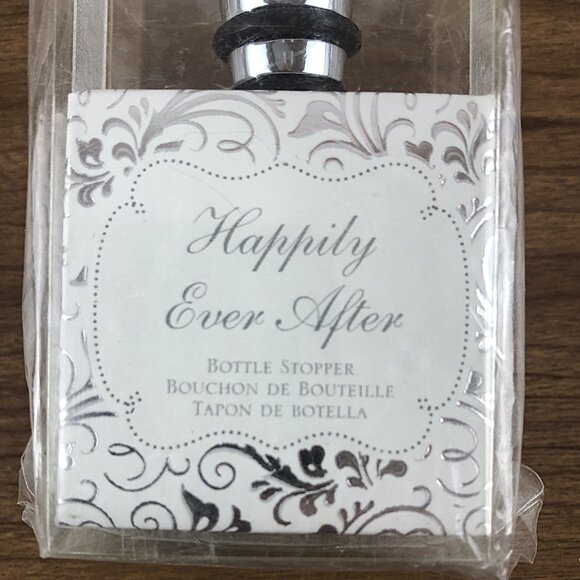 Happily
Ever After
BOTTLE STOPPER
BOUCHON DE BOUTEILLE
TAPON DE BOTELLA